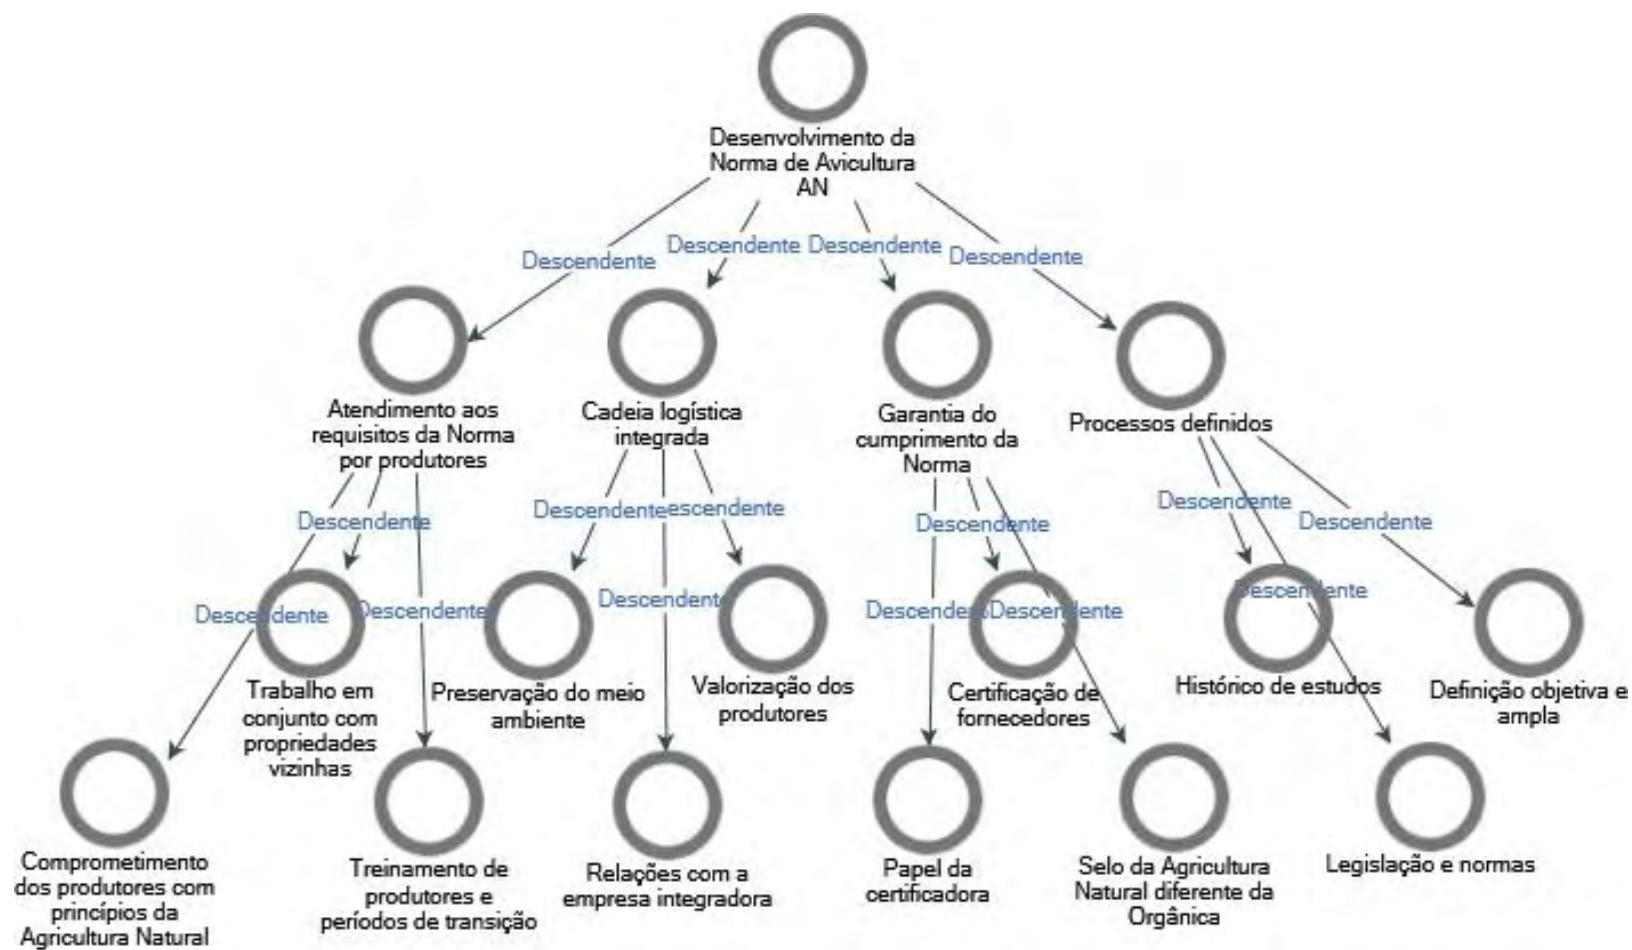 Desenvolvimento da
Norma de Avicultura
AN
Descendente
Descendente
Descendente
Descendente
Atendimento aos
requisitos da Norma
por produtores
Cadeia logística
integrada
Garantia do
cumprimento da
Norma
Processos definidos
Descendente
Descendente
escendente
Descendente
Descendente
Descendente
Descendente
Descendente
Descendente
Descendente
Descendente
Trabalho em
conjunto com
propriedades
vizinhas
Preservação do meio
ambiente
Valorização dos
produtores
Certificação de
fornecedores
Histórico de estudos
Definição objetiva e
ampla
Comprometimento
dos produtores com
princípios da
Agricultura Natural
Treinamento de
produtores e
períodos de transição
Relações com a
empresa integradora
Papel da
certificadora
Selo da Agricultura
Natural diferente da
Orgânica
Legislação e normas